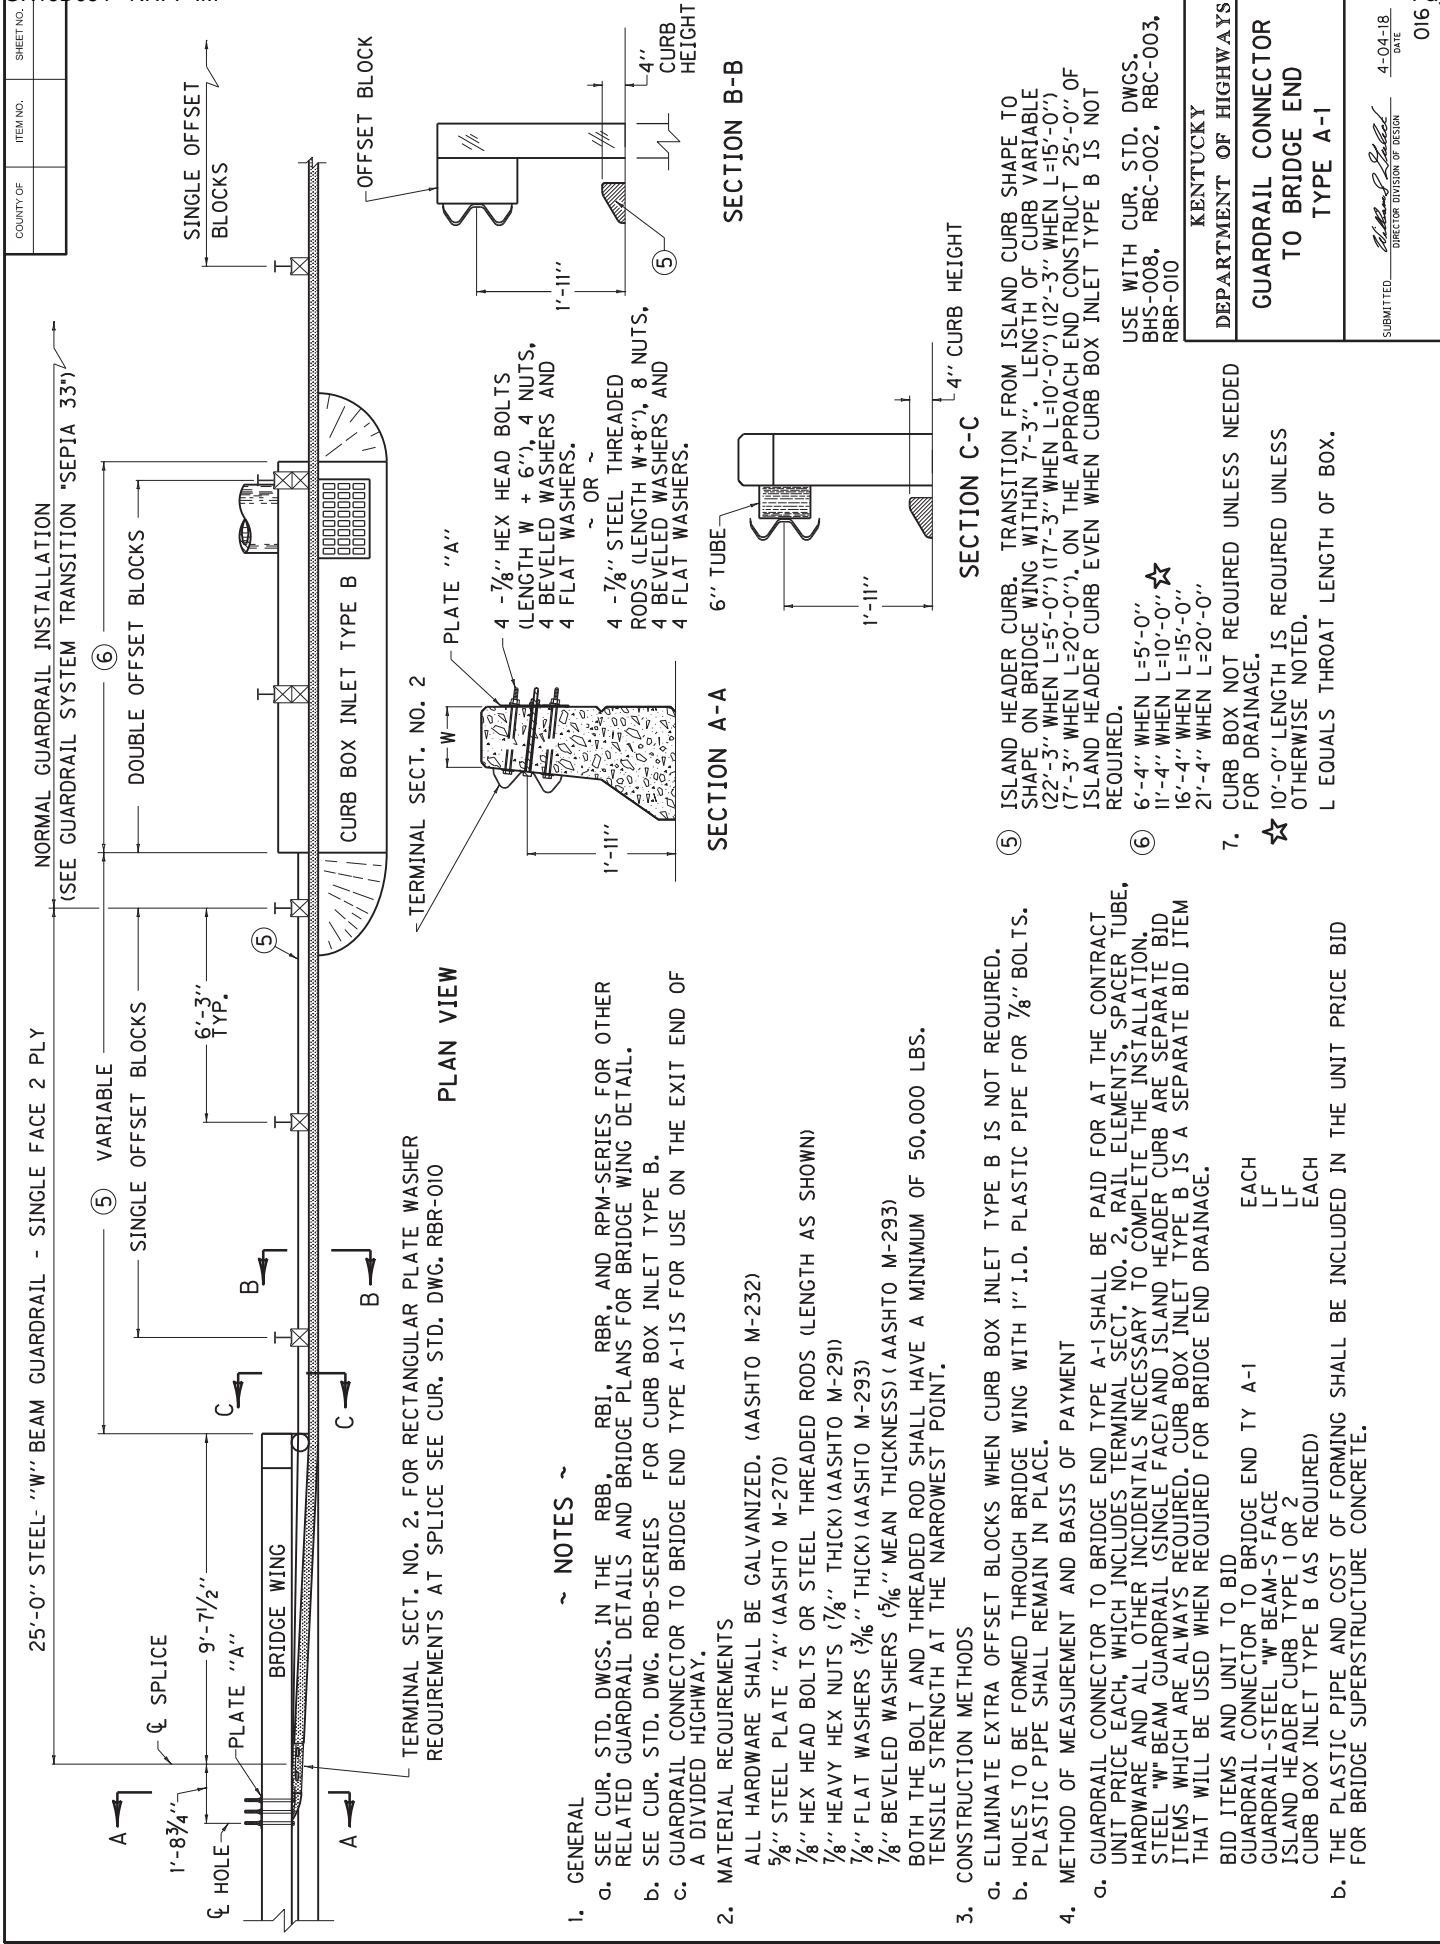 COUNTY OF
ITEM NO.
SHEET NO.
25'-0" STEEL- "W" BEAM GUARDRAIL - SINGLE FACE 2 PLY
NORMAL GUARDRAIL INSTALLATION
(SEE GUARDRAIL SYSTEM TRANSITION "SEPIA 33")
⑤ VARIABLE
⑥
SINGLE OFFSET BLOCKS
DOUBLE OFFSET BLOCKS
SINGLE OFFSET
BLOCKS
6'-3"
TYP.
⑤
℄ SPLICE
9'-7½"
1'-8¾"
℄ HOLE
PLATE "A"
BRIDGE WING
A
A
B
B
C
C
CURB BOX INLET TYPE B
TERMINAL SECT. NO. 2. FOR RECTANGULAR PLATE WASHER
REQUIREMENTS AT SPLICE SEE CUR. STD. DWG. RBR-010
PLAN VIEW
TERMINAL SECT. NO. 2
W
PLATE "A"
1'-11"
4 - ⅞" HEX HEAD BOLTS
(LENGTH W + 6"), 4 NUTS,
4 BEVELED WASHERS AND
4 FLAT WASHERS.
~ OR ~
4 - ⅞" STEEL THREADED
RODS (LENGTH W+8"), 8 NUTS,
4 BEVELED WASHERS AND
4 FLAT WASHERS.
SECTION A-A
OFFSET BLOCK
1'-11"
⑤
4"
CURB
HEIGHT
SECTION B-B
6" TUBE
1'-11"
4" CURB HEIGHT
SECTION C-C
~ NOTES ~
1. GENERAL
a. SEE CUR. STD. DWGS. IN THE RBB, RBI, RBR, AND RPM-SERIES FOR OTHER
RELATED GUARDRAIL DETAILS AND BRIDGE PLANS FOR BRIDGE WING DETAIL.
b. SEE CUR. STD. DWG. RDB-SERIES FOR CURB BOX INLET TYPE B.
c. GUARDRAIL CONNECTOR TO BRIDGE END TYPE A-1 IS FOR USE ON THE EXIT END OF
A DIVIDED HIGHWAY.
2. MATERIAL REQUIREMENTS
ALL HARDWARE SHALL BE GALVANIZED. (AASHTO M-232)
⅝" STEEL PLATE "A" (AASHTO M-270)
⅞" HEX HEAD BOLTS OR STEEL THREADED RODS (LENGTH AS SHOWN)
⅞" HEAVY HEX NUTS (⅞" THICK) (AASHTO M-291)
⅞" FLAT WASHERS (3/16" THICK) (AASHTO M-293)
⅞" BEVELED WASHERS (5/16" MEAN THICKNESS) ( AASHTO M-293)
BOTH THE BOLT AND THREADED ROD SHALL HAVE A MINIMUM OF 50,000 LBS.
TENSILE STRENGTH AT THE NARROWEST POINT.
3. CONSTRUCTION METHODS
a. ELIMINATE EXTRA OFFSET BLOCKS WHEN CURB BOX INLET TYPE B IS NOT REQUIRED.
b. HOLES TO BE FORMED THROUGH BRIDGE WING WITH 1" I.D. PLASTIC PIPE FOR ⅞" BOLTS.
PLASTIC PIPE SHALL REMAIN IN PLACE.
4. METHOD OF MEASUREMENT AND BASIS OF PAYMENT
a. GUARDRAIL CONNECTOR TO BRIDGE END TYPE A-1 SHALL BE PAID FOR AT THE CONTRACT
UNIT PRICE EACH, WHICH INCLUDES TERMINAL SECT. NO. 2, RAIL ELEMENTS, SPACER TUBE,
HARDWARE AND ALL OTHER INCIDENTALS NECESSARY TO COMPLETE THE INSTALLATION.
STEEL "W" BEAM GUARDRAIL (SINGLE FACE) AND ISLAND HEADER CURB ARE SEPARATE BID
ITEMS WHICH ARE ALWAYS REQUIRED. CURB BOX INLET TYPE B IS A SEPARATE BID ITEM
THAT WILL BE USED WHEN REQUIRED FOR BRIDGE END DRAINAGE.
BID ITEMS AND UNIT TO BID
GUARDRAIL CONNECTOR TO BRIDGE END TY A-1 EACH
GUARDRAIL-STEEL "W" BEAM-S FACE LF
ISLAND HEADER CURB TYPE 1 OR 2 LF
CURB BOX INLET TYPE B (AS REQUIRED) EACH
b. THE PLASTIC PIPE AND COST OF FORMING SHALL BE INCLUDED IN THE UNIT PRICE BID
FOR BRIDGE SUPERSTRUCTURE CONCRETE.
⑤ ISLAND HEADER CURB. TRANSITION FROM ISLAND CURB SHAPE TO
SHAPE ON BRIDGE WING WITHIN 7'-3". LENGTH OF CURB VARIABLE
(22'-3" WHEN L=5'-0") (17'-3" WHEN L=10'-0") (12'-3" WHEN L=15'-0")
(7'-3" WHEN L=20'-0"). ON THE APPROACH END CONSTRUCT 25'-0" OF
ISLAND HEADER CURB EVEN WHEN CURB BOX INLET TYPE B IS NOT
REQUIRED.
⑥ 6'-4" WHEN L=5'-0"
11'-4" WHEN L=10'-0" ☆
16'-4" WHEN L=15'-0"
21'-4" WHEN L=20'-0"
7. CURB BOX NOT REQUIRED UNLESS NEEDED
FOR DRAINAGE.
☆ 10'-0" LENGTH IS REQUIRED UNLESS
OTHERWISE NOTED.
L EQUALS THROAT LENGTH OF BOX.
USE WITH CUR. STD. DWGS.
BHS-008, RBC-002, RBC-003,
RBR-010
KENTUCKY
DEPARTMENT OF HIGHWAYS
GUARDRAIL CONNECTOR
TO BRIDGE END
TYPE A-1
SUBMITTED
DIRECTOR DIVISION OF DESIGN
4-04-18
DATE
016